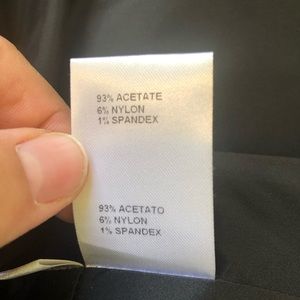 93% ACETATE
6% NYLON
1% SPANDEX
93% ACETATO
6% NYLON
1% SPANDEX